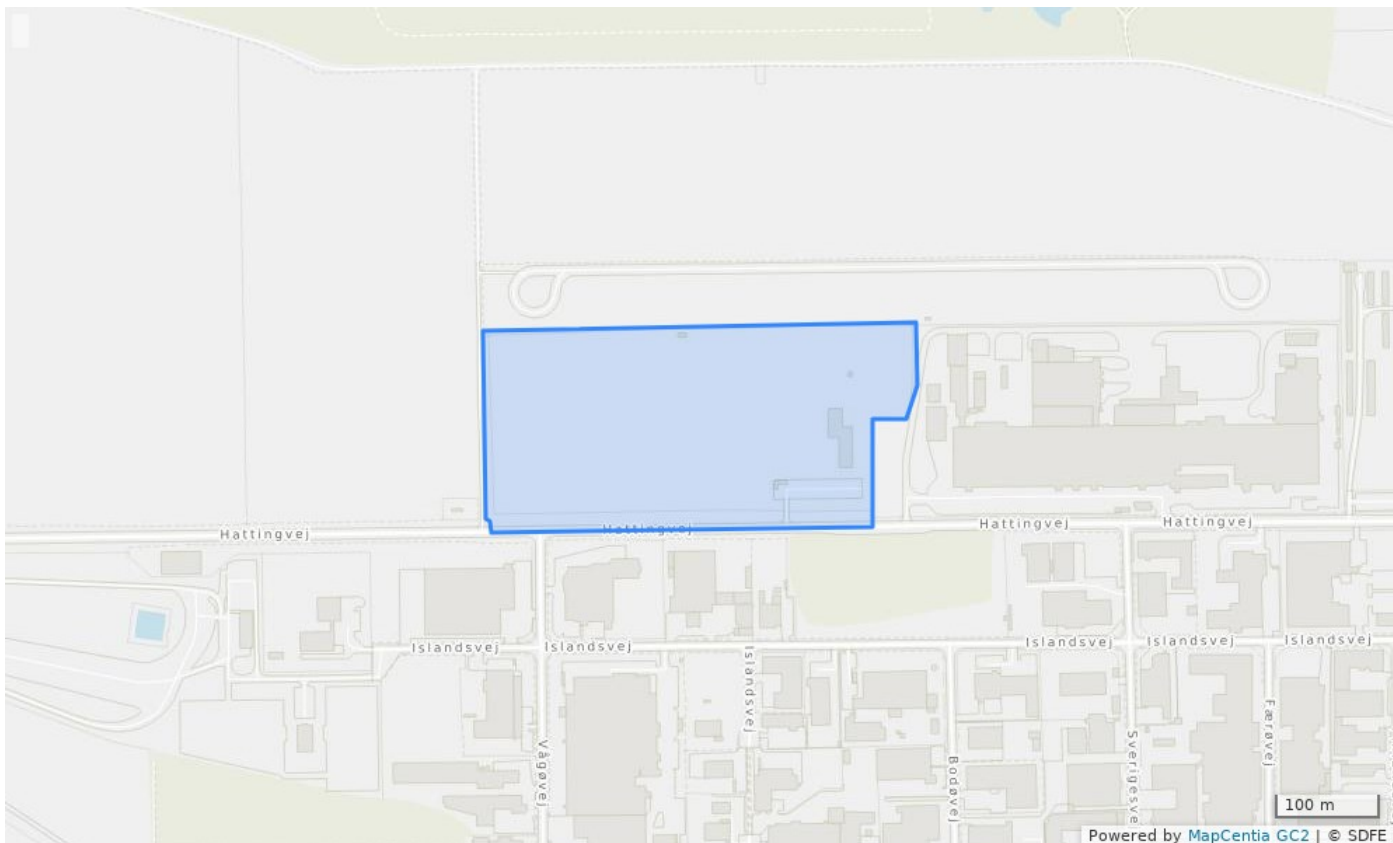 Hattingvej
Hattingvej
Hattingvej
Hattingvej
Islandsvej
Islandsvej
Islandsvej
Islandsvej
Islandsvej
Islandsvej
Vågøvej
Bodøvej
Sverigesve
Færøvej
100 m
Powered by MapCentia GC2 | © SDFE